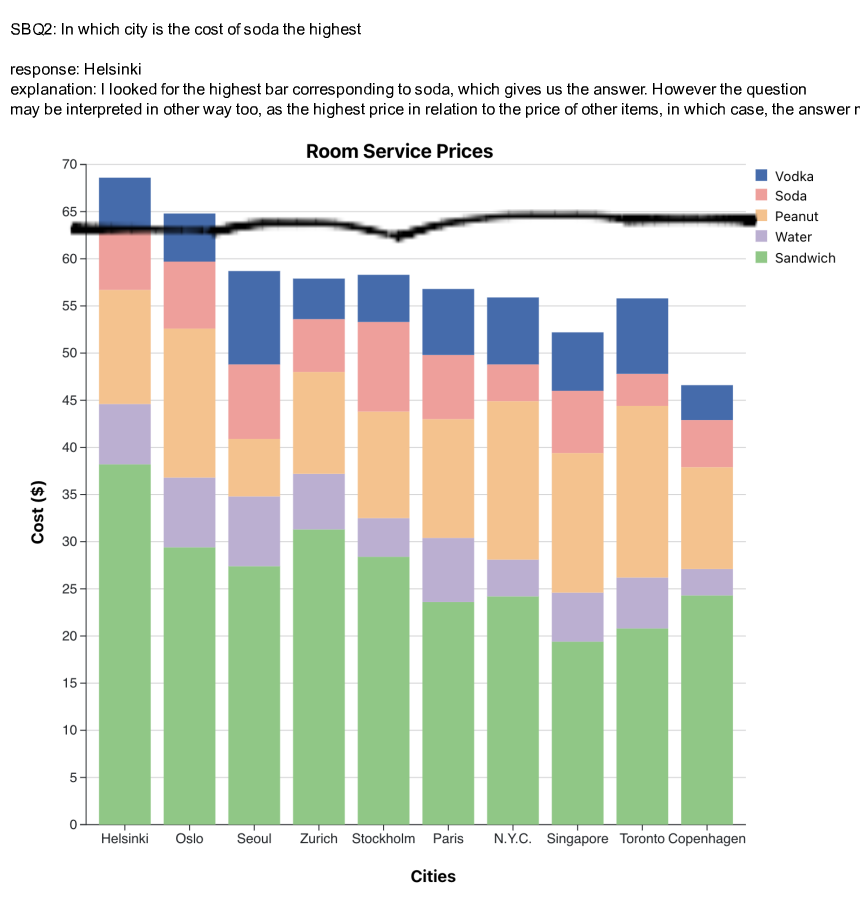 SBQ2: In which city is the cost of soda the highest
response: Helsinki
explanation: I looked for the highest bar corresponding to soda, which gives us the answer. However the question
may be interpreted in other way too, as the highest price in relation to the price of other items, in which case, the answer
Room Service Prices
70
65
60
55
50
45
40
35
30
25
20
15
10
5
0
Cost ($)
Vodka
Soda
Peanut
Water
Sandwich
Helsinki Oslo Seoul Zurich Stockholm Paris N.Y.C. Singapore Toronto Copenhagen
Cities